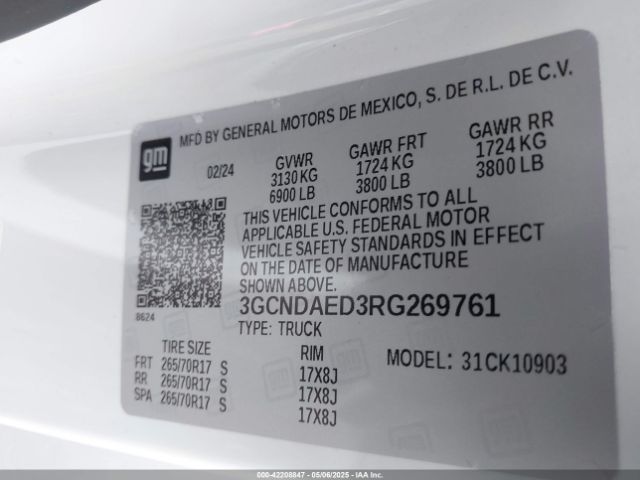 MFD BY GENERAL MOTORS DE MEXICO, S. DE R.L. DE C.V.
gm
02/24
GVWR
3130 KG
6900 LB
GAWR FRT
1724 KG
3800 LB
GAWR RR
1724 KG
3800 LB
THIS VEHICLE CONFORMS TO ALL
APPLICABLE U.S. FEDERAL MOTOR
VEHICLE SAFETY STANDARDS IN EFFECT
ON THE DATE OF MANUFACTURE
SHOWN ABOVE.
8624
3GCNDAED3RG269761
TYPE: TRUCK
MODEL: 31CK10903
TIRE SIZE
RIM
FRT 265/70R17 S 17X8J
RR 265/70R17 S 17X8J
SPA 265/70R17 S 17X8J
000-42208847 - 05/06/2025 - IAA Inc.